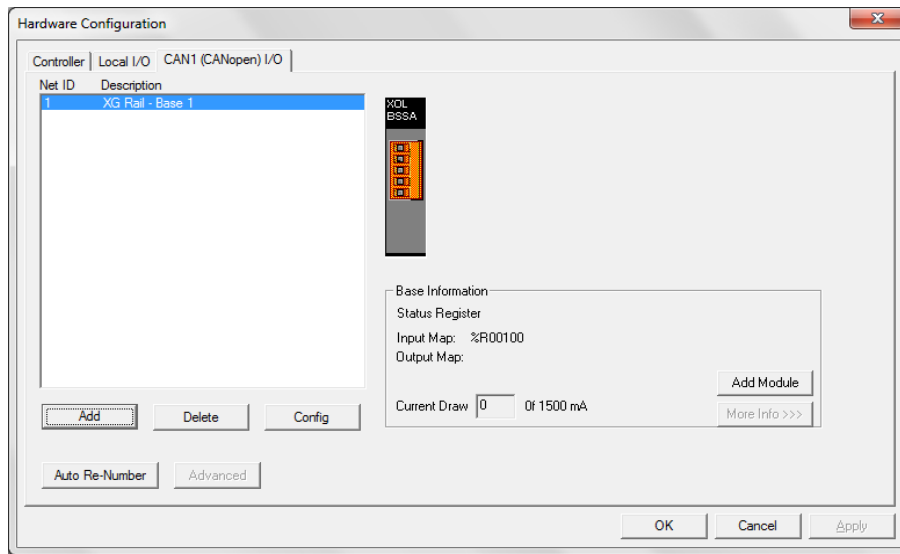 Hardware Configuration
Controller Local I/O CAN1 (CANopen) I/O
Net ID Description
1 XG Rail - Base 1
XOL
BSSA
Base Information
Status Register
Input Map: %R00100
Output Map:
Add Module
Current Draw 0 0f 1500 mA
More Info >>>
Add Delete Config
Auto Re-Number Advanced
OK Cancel Apply